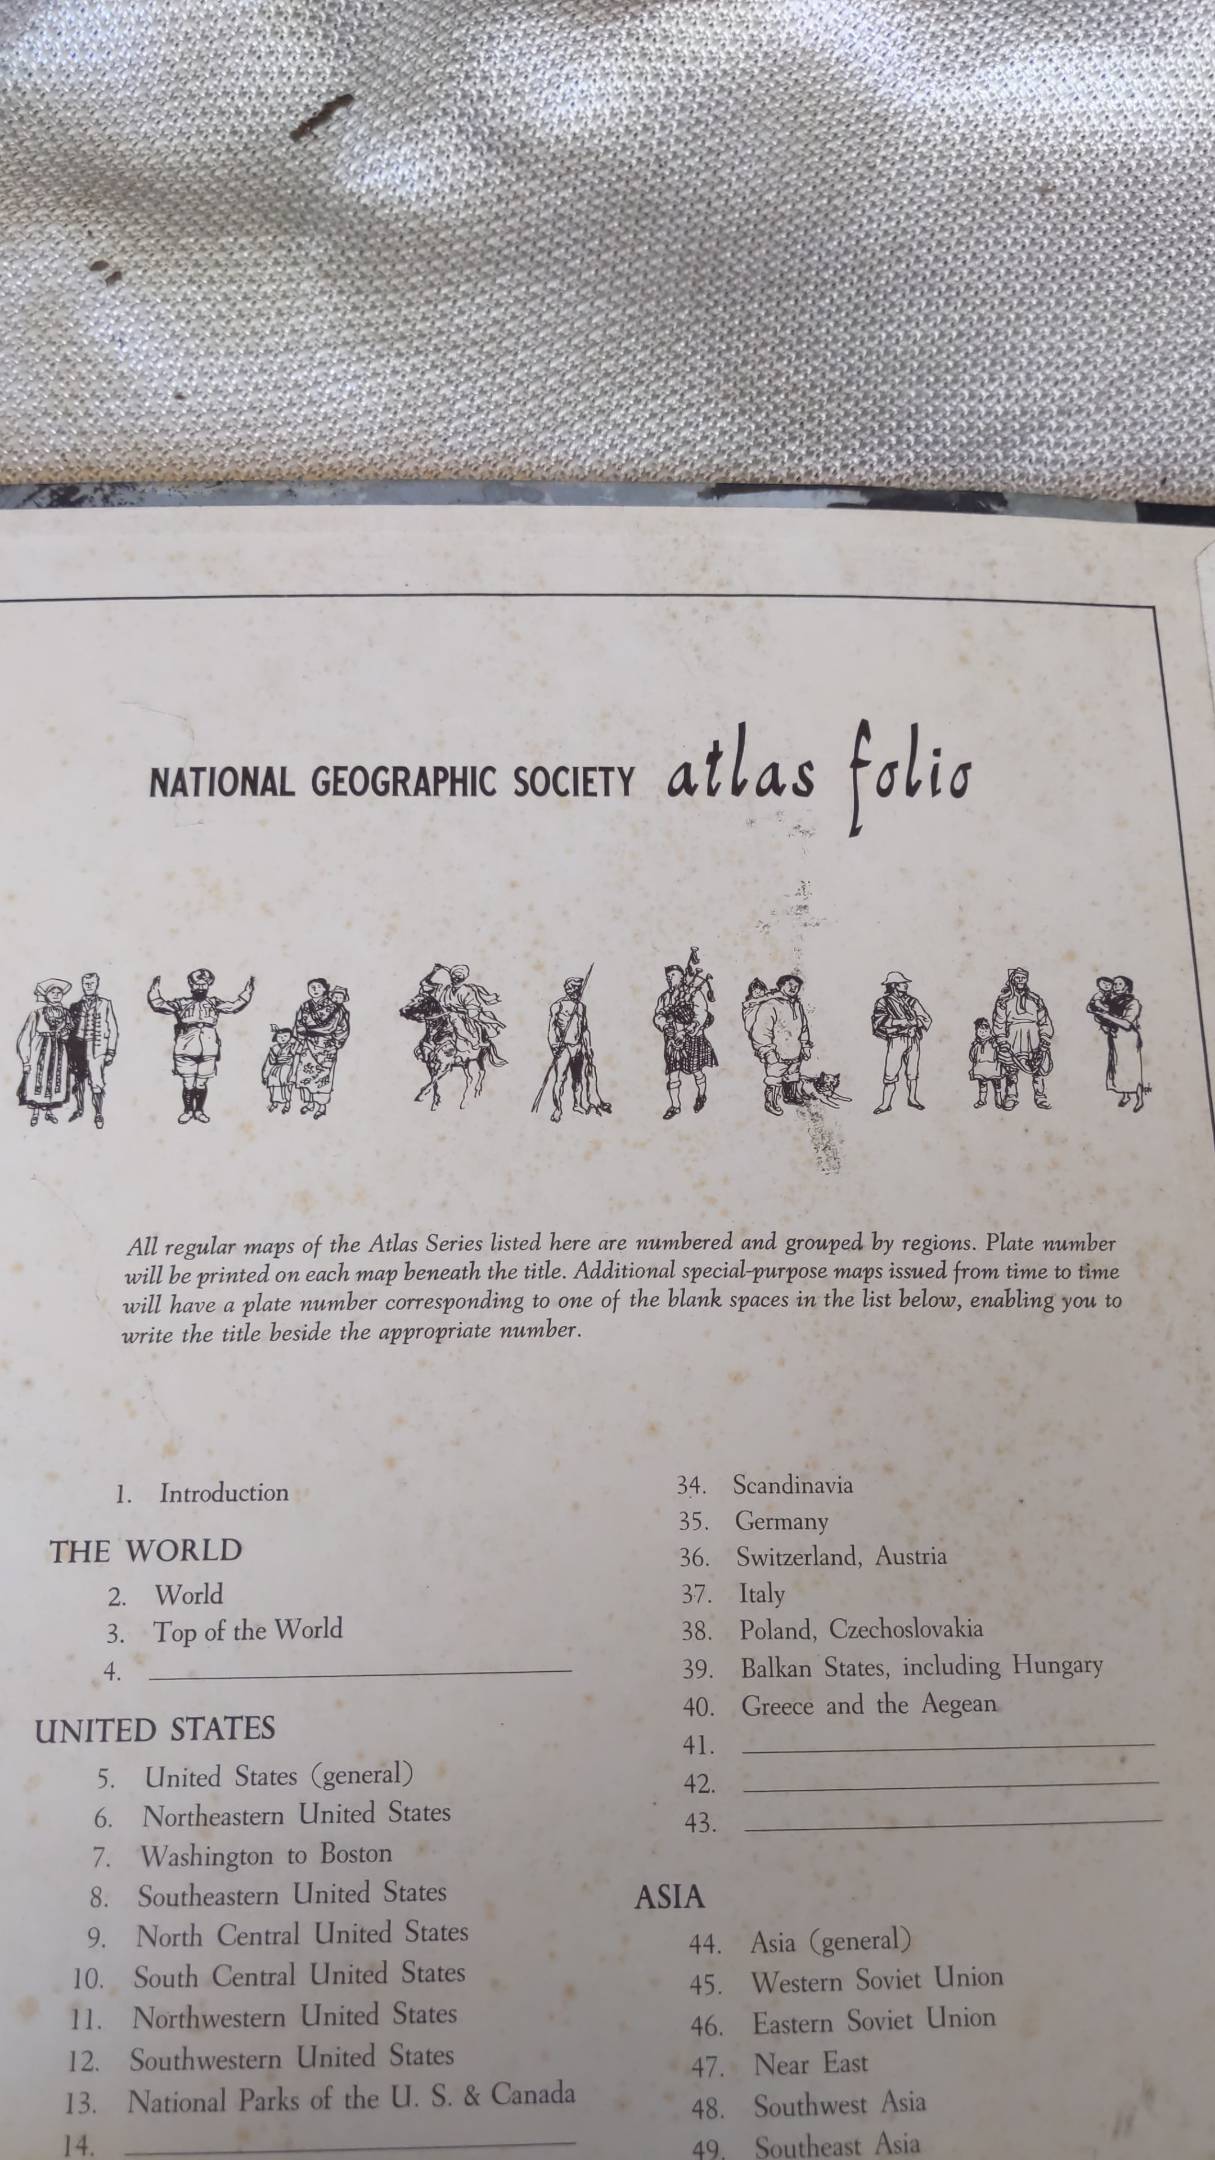 NATIONAL GEOGRAPHIC SOCIETY atlas folio
All regular maps of the Atlas Series listed here are numbered and grouped by regions. Plate number
will be printed on each map beneath the title. Additional special-purpose maps issued from time to time
will have a plate number corresponding to one of the blank spaces in the list below, enabling you to
write the title beside the appropriate number.
1. Introduction
THE WORLD
2. World
3. Top of the World
4.
UNITED STATES
5. United States (general)
6. Northeastern United States
7. Washington to Boston
8. Southeastern United States
9. North Central United States
10. South Central United States
11. Northwestern United States
12. Southwestern United States
13. National Parks of the U. S. & Canada
14.
34. Scandinavia
35. Germany
36. Switzerland, Austria
37. Italy
38. Poland, Czechoslovakia
39. Balkan States, including Hungary
40. Greece and the Aegean
41.
42.
43.
ASIA
44. Asia (general)
45. Western Soviet Union
46. Eastern Soviet Union
47. Near East
48. Southwest Asia
49. Southeast Asia